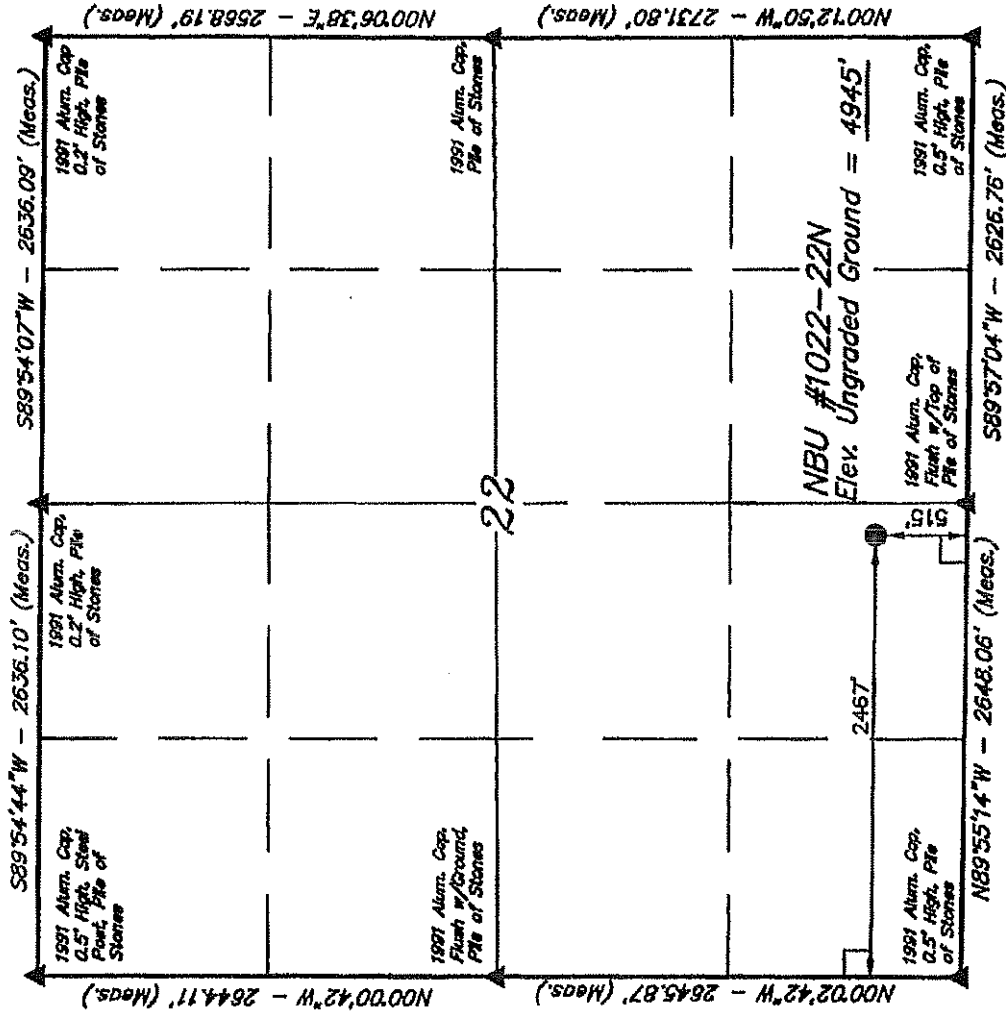 S89°54'44"W - 2636.10' (Meas.)
S89°54'07"W - 2636.09' (Meas.)
1991 Alum. Cap,
0.5' High, Steel
Post, Pile of
Stones
1991 Alum. Cap,
0.2' High, Pile
of Stones
1991 Alum. Cap
0.2' High, Pile
of Stones
N00°00'42"W - 2644.11' (Meas.)
N00°06'38"E - 2568.19' (Meas.)
1991 Alum. Cap,
Flush w/Ground,
Pile of Stones
22
1991 Alum. Cap,
Pile of Stones
N00°02'42"W - 2645.87' (Meas.)
N00°12'50"W - 2731.80' (Meas.)
NBU #1022-22N
Elev. Ungraded Ground = 4945'
2467'
515'
1991 Alum. Cap,
0.5' High, Pile
of Stones
1991 Alum. Cap,
Flush w/Top of
Pile of Stones
1991 Alum. Cap,
0.5' High, Pile
of Stones
N89°55'14"W - 2648.06' (Meas.)
S89°57'04"W - 2626.76' (Meas.)